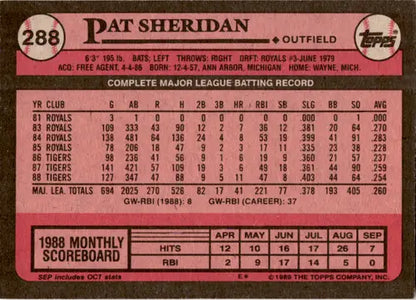 288
PAT SHERIDAN
OUTFIELD
TOPPS
6'3" 195 lb. BATS: LEFT THROWS: RIGHT DRFT: ROYALS #3-JUNE 1979
ACQ: FREE AGENT, 4-4-86 BORN: 12-4-57, ANN ARBOR, MICHIGAN HOME: WAYNE, MICH.
COMPLETE MAJOR LEAGUE BATTING RECORD
YR CLUB G AB R H 2B 3B HR RBI SB SLG BB SO AVG
81 ROYALS 3 1 0 0 0 0 0 0 0 .000 0 1 .000
83 ROYALS 109 333 43 90 12 2 7 36 12 .381 20 64 .270
84 ROYALS 138 481 64 136 24 4 8 53 19 .399 41 91 .283
85 ROYALS 78 206 18 47 9 2 3 17 11 .335 23 38 .228
86 TIGERS 98 236 41 56 9 1 6 19 9 .360 21 57 .237
87 TIGERS 141 421 57 109 19 3 6 49 18 .361 44 90 .259
88 TIGERS 127 347 47 88 9 5 11 47 8 .403 44 64 .254
MAJ. LEA. TOTALS 694 2025 270 526 82 17 41 221 77 .378 193 405 .260
GW-RBI (1988): 8 GW-RBI (CAREER): 37
1988 MONTHLY SCOREBOARD
APR MAY JUN JUL AUG SEP
HITS 12 10 16 17 26 7
RBI 2 9 17 14 5 0
SEP Includes OCT stats
E* © 1989 THE TOPPS COMPANY, INC.